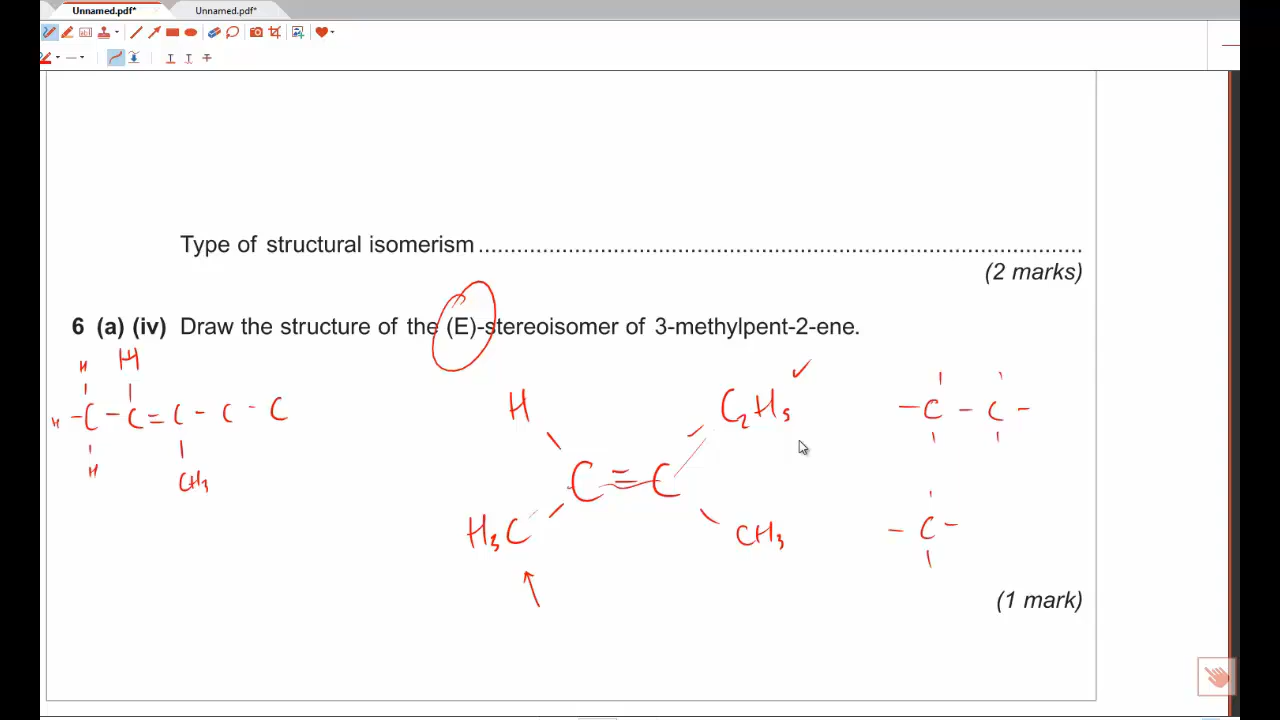 Unnamed.pdf* Unnamed.pdf*
Type of structural isomerism ..........................................................................................
(2 marks)
6 (a) (iv) Draw the structure of the (E)-stereoisomer of 3-methylpent-2-ene.
H H
H - C - C = C - C - C
H CH3
H C2H5 ✓
C = C
H3C CH3
- C - C -
- C -
(1 mark)